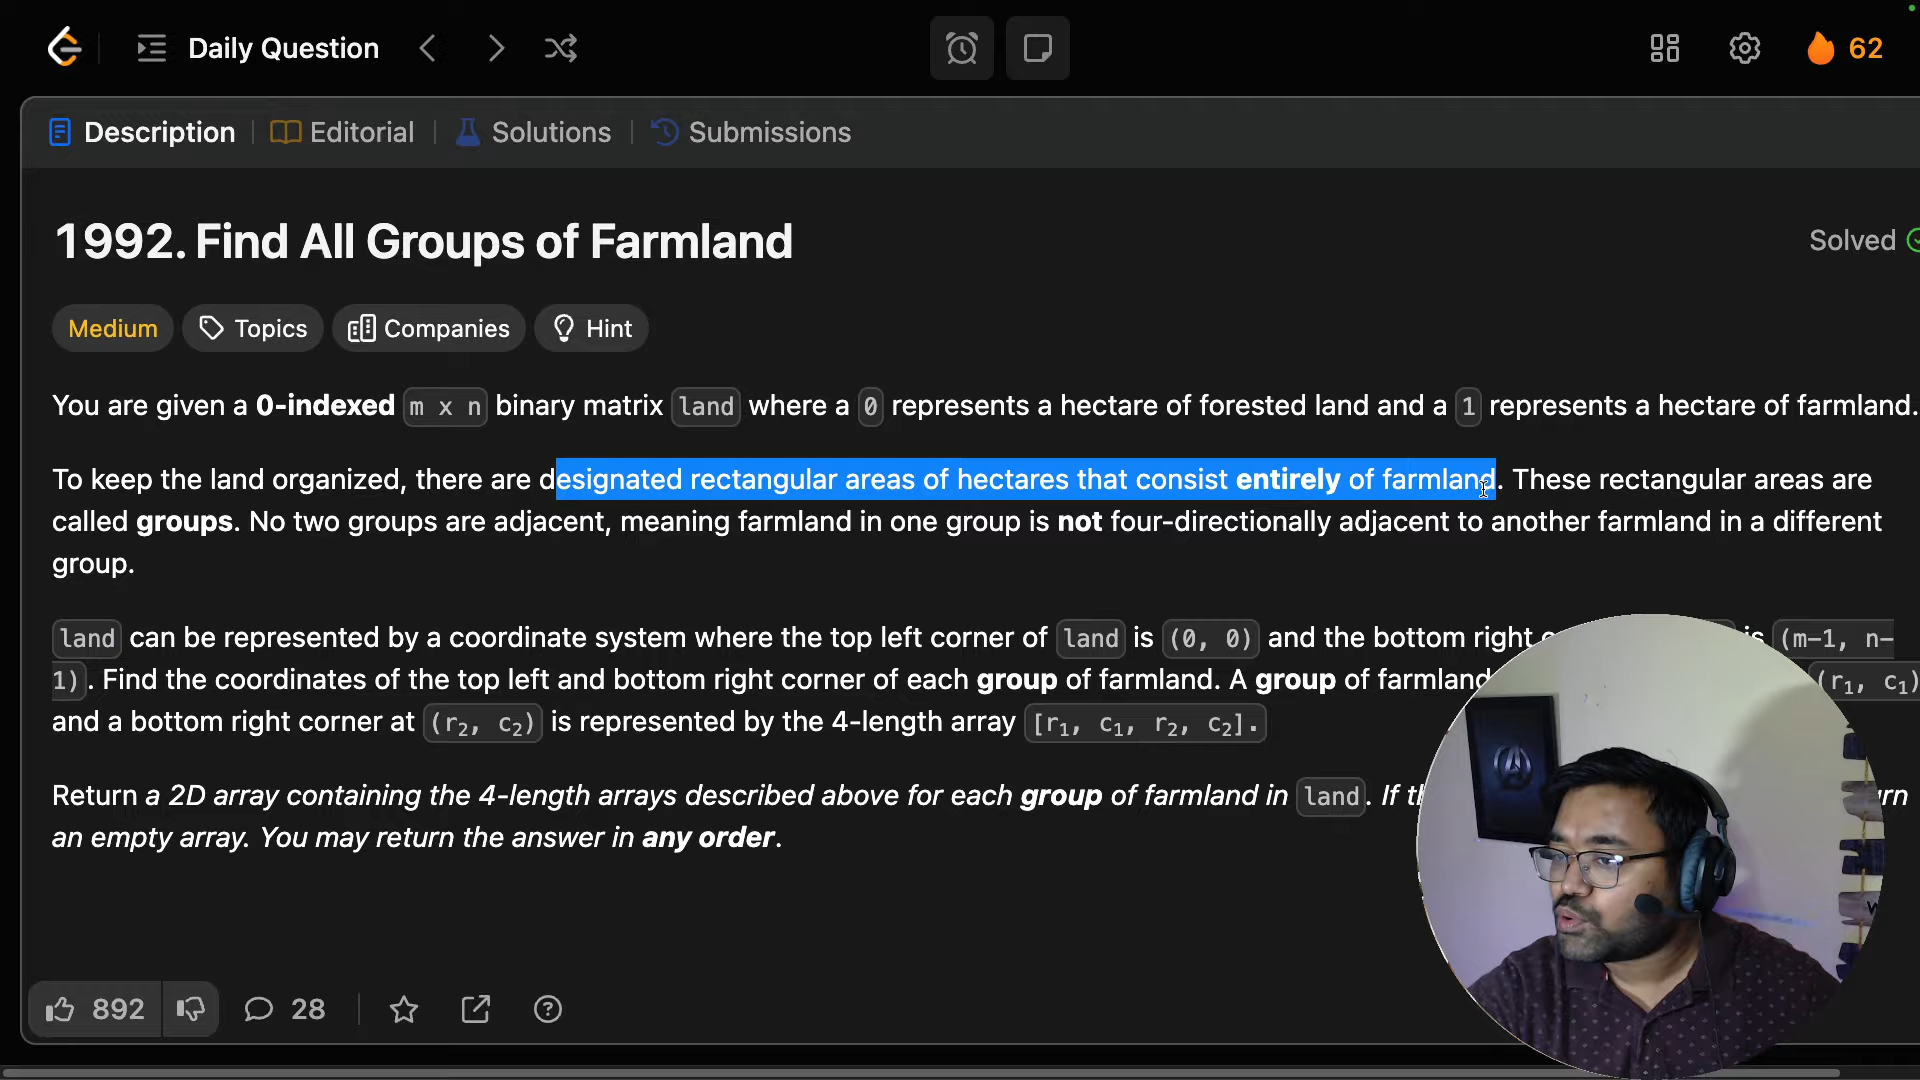 Daily Question
62
Description
Editorial
Solutions
Submissions
1992. Find All Groups of Farmland
Solved
Medium
Topics
Companies
Hint
You are given a 0-indexed m x n binary matrix land where a 0 represents a hectare of forested land and a 1 represents a hectare of farmland.
To keep the land organized, there are designated rectangular areas of hectares that consist entirely of farmland. These rectangular areas are
called groups. No two groups are adjacent, meaning farmland in one group is not four-directionally adjacent to another farmland in a different
group.
land can be represented by a coordinate system where the top left corner of land is (0, 0) and the bottom right is (m-1, n-
1). Find the coordinates of the top left and bottom right corner of each group of farmland. A group of farmland (r₁, c₁)
and a bottom right corner at (r₂, c₂) is represented by the 4-length array [r₁, c₁, r₂, c₂].
Return a 2D array containing the 4-length arrays described above for each group of farmland in land. If
an empty array. You may return the answer in any order.
892
28